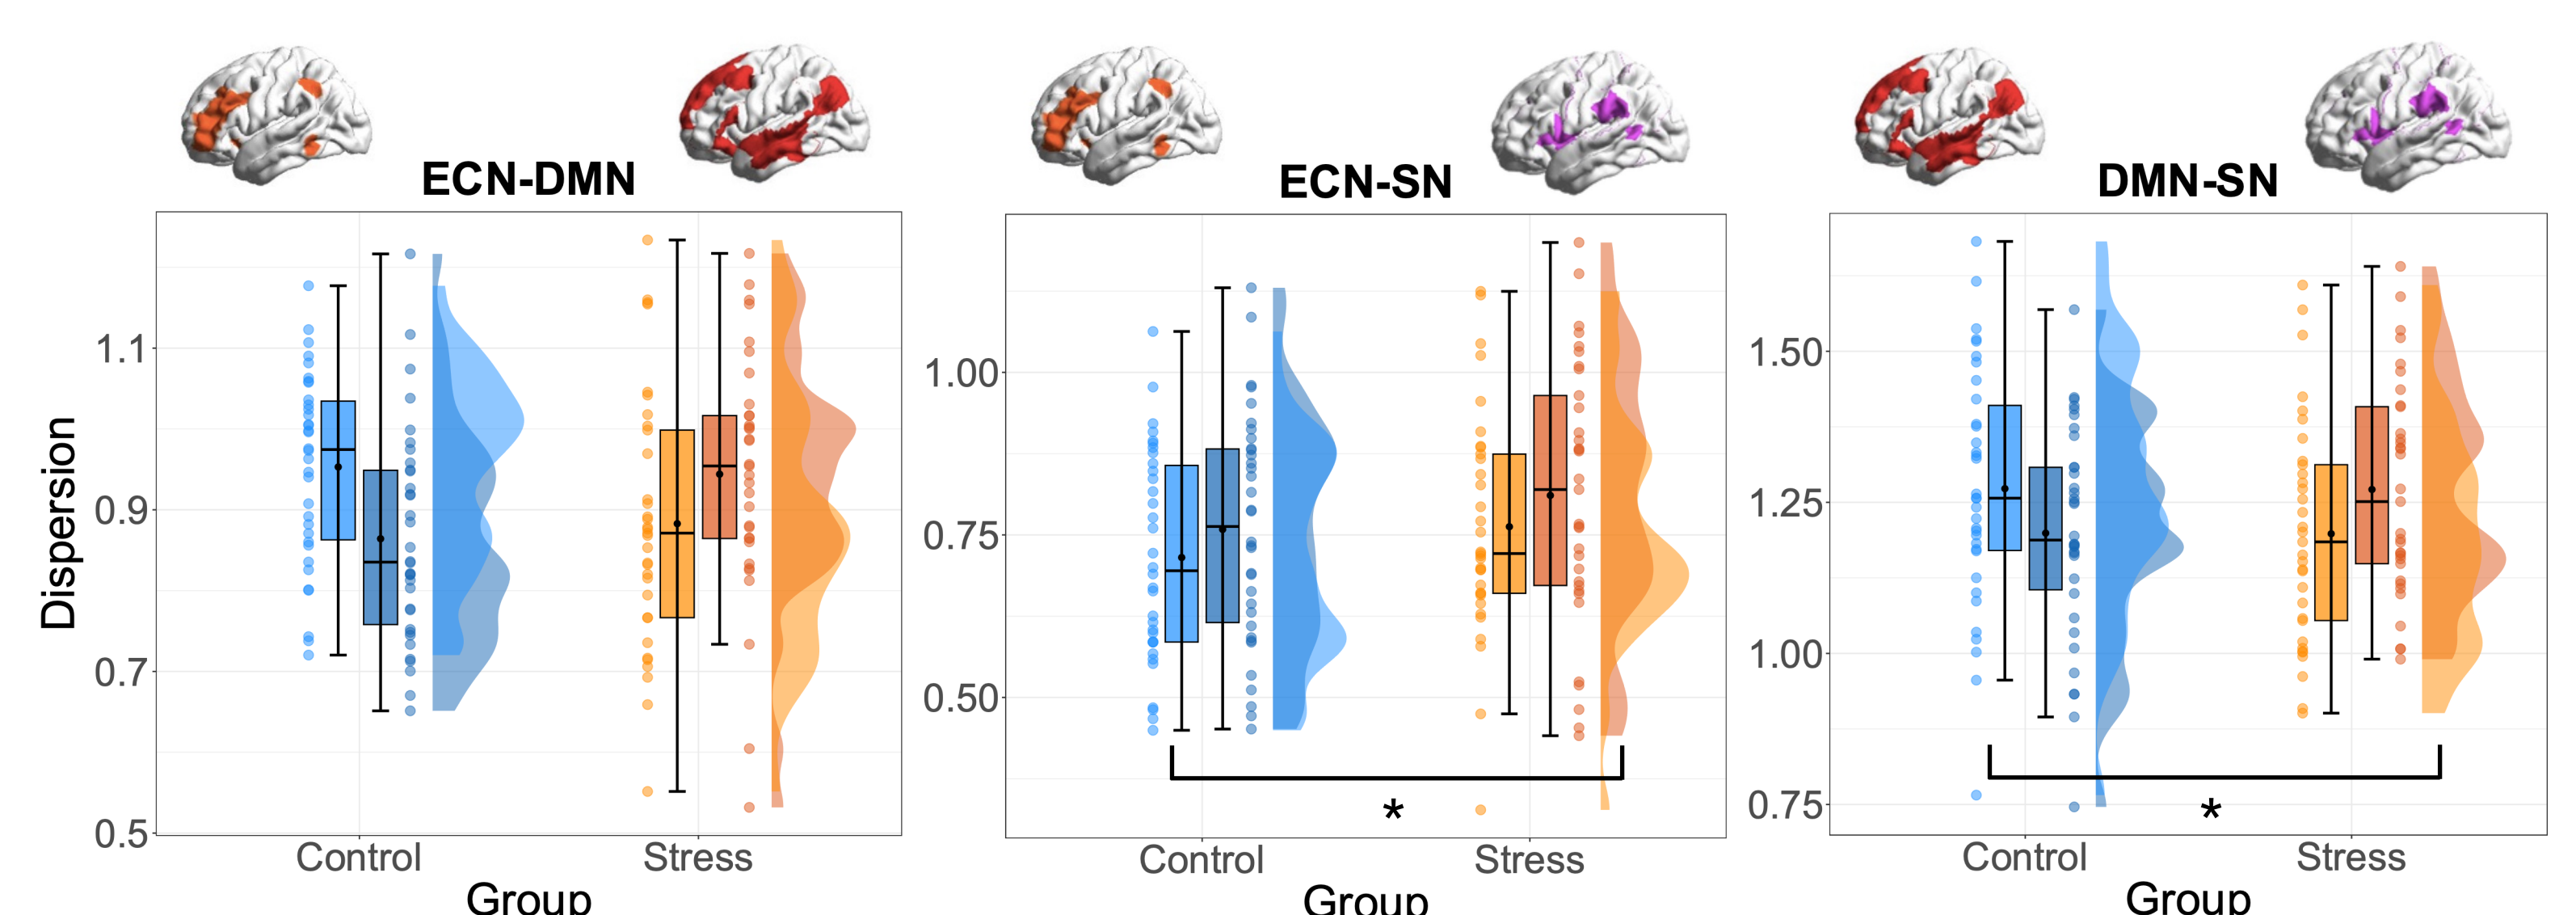 ECN-DMN
ECN-SN
DMN-SN
Dispersion
1.1
0.9
0.7
0.5
Control
Stress
Group
1.00
0.75
0.50
*
Control
Stress
Group
1.50
1.25
1.00
0.75
*
Control
Stress
Group